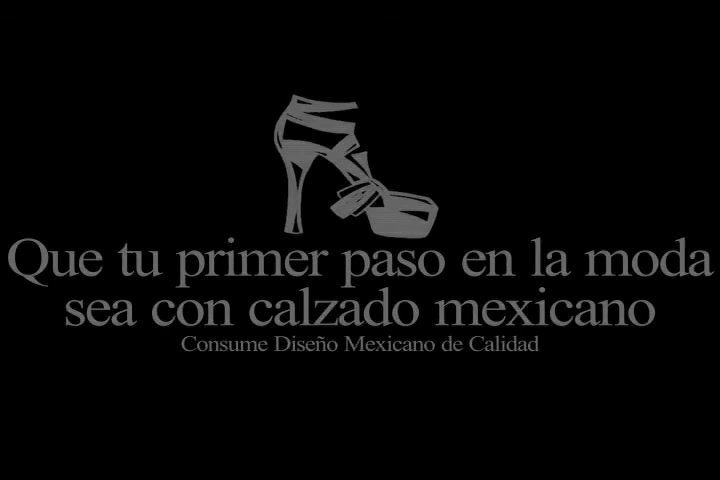 Que tu primer paso en la moda
sea con calzado mexicano
Consume Diseño Mexicano de Calidad